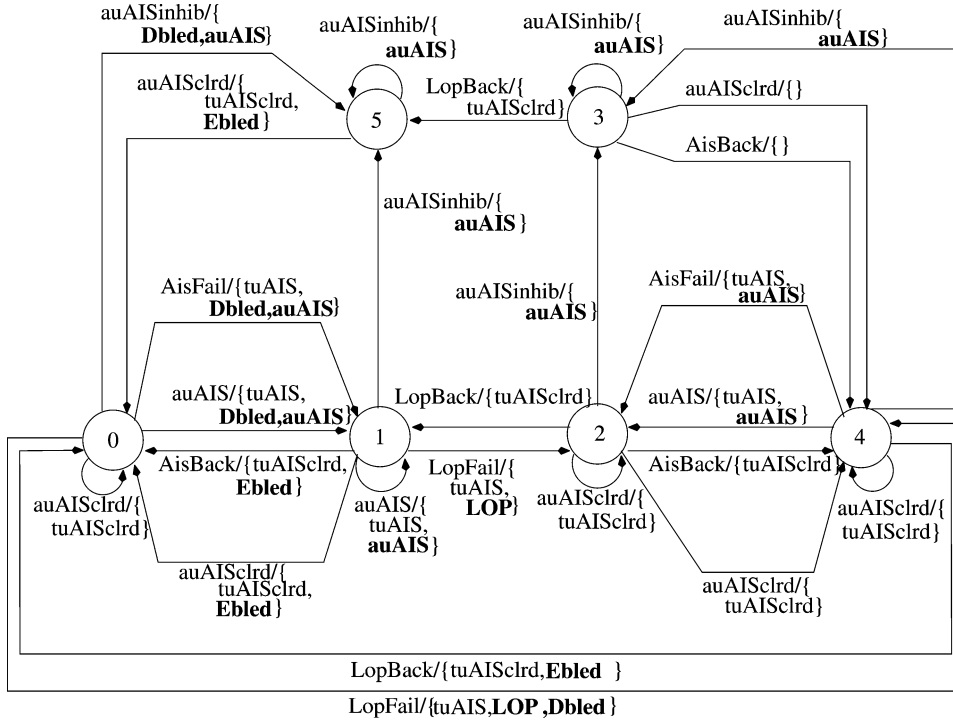 auAISinhib/{
Dbled,auAIS}
auAISinhib/{
auAIS}
auAISinhib/{
auAIS}
auAISinhib/{
auAIS}
auAISclrd/{
tuAISclrd,
Ebled }
LopBack/{
tuAISclrd}
auAISclrd/{}
5
3
AisBack/{}
auAISinhib/{
auAIS }
auAISinhib/{
auAIS }
AisFail/{tuAIS,
Dbled,auAIS}
AisFail/{tuAIS,
auAIS}
auAIS/{tuAIS,
Dbled,auAIS}
LopBack/{tuAISclrd}
auAIS/{tuAIS,
auAIS }
0
1
2
4
AisBack/{tuAISclrd,
Ebled }
LopFail/{
tuAIS,
LOP}
AisBack/{tuAISclrd}
auAISclrd/{
tuAISclrd}
auAIS/{
tuAIS,
auAIS}
auAISclrd/{
tuAISclrd}
auAISclrd/{
tuAISclrd}
auAISclrd/{
tuAISclrd,
Ebled }
auAISclrd/{
tuAISclrd}
LopBack/{tuAISclrd,Ebled }
LopFail/{tuAIS,LOP ,Dbled }